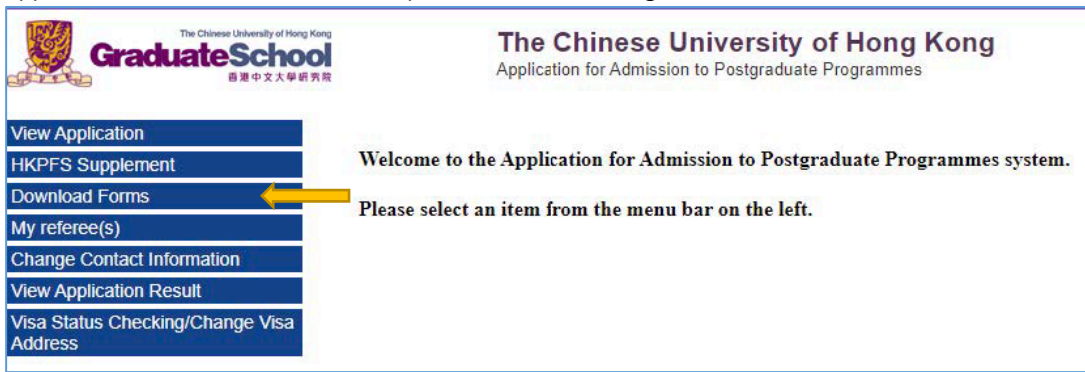 The Chinese University of Hong Kong
GraduateSchool
香港中文大學研究院
The Chinese University of Hong Kong
Application for Admission to Postgraduate Programmes
View Application
HKPFS Supplement
Download Forms
My referee(s)
Change Contact Information
View Application Result
Visa Status Checking/Change Visa
Address
Welcome to the Application for Admission to Postgraduate Programmes system.
Please select an item from the menu bar on the left.